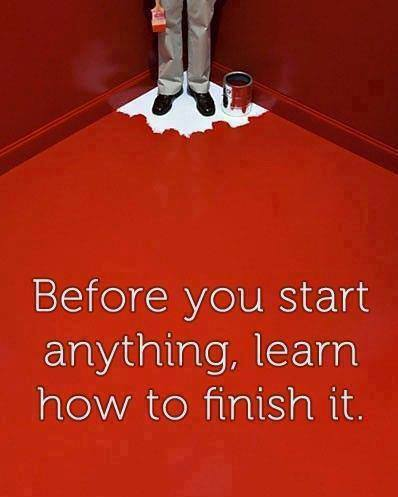 Before you start
anything, learn
how to finish it.